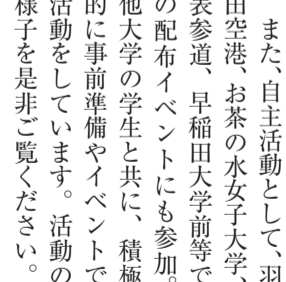 また、自主活動として、羽
田空港、お茶の水女子大学、
表参道、早稲田大学前等で
の配布イベントにも参加。
他大学の学生と共に、積極
的に事前準備やイベントで
活動をしています。活動の
様子を是非ご覧ください。